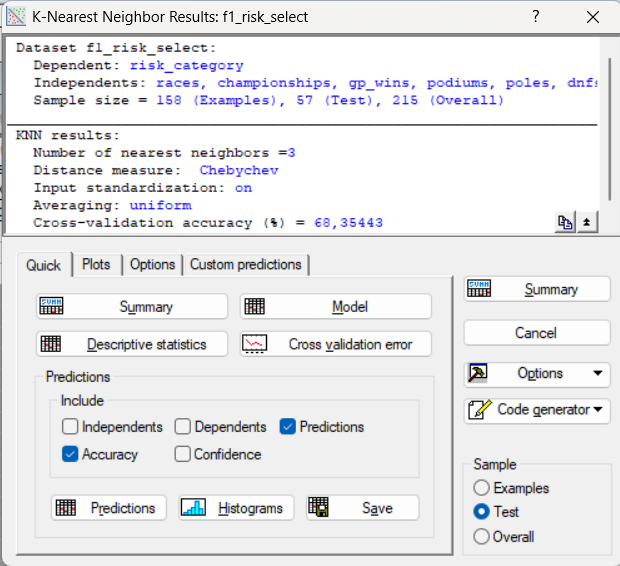 K-Nearest Neighbor Results: f1_risk_select
Dataset f1_risk_select:
Dependent: risk_category
Independents: races, championships, gp_wins, podiums, poles, dnfs
Sample size = 158 (Examples), 57 (Test), 215 (Overall)
KNN results:
Number of nearest neighbors =3
Distance measure: Chebychev
Input standardization: on
Averaging: uniform
Cross-validation accuracy (%) = 68,35443
Quick Plots Options Custom predictions
Summary Model
Descriptive statistics Cross validation error
Predictions
Include
Independents Dependents Predictions
Accuracy Confidence
Predictions Histograms Save
Summary
Cancel
Options
Code generator
Sample
Examples
Test
Overall